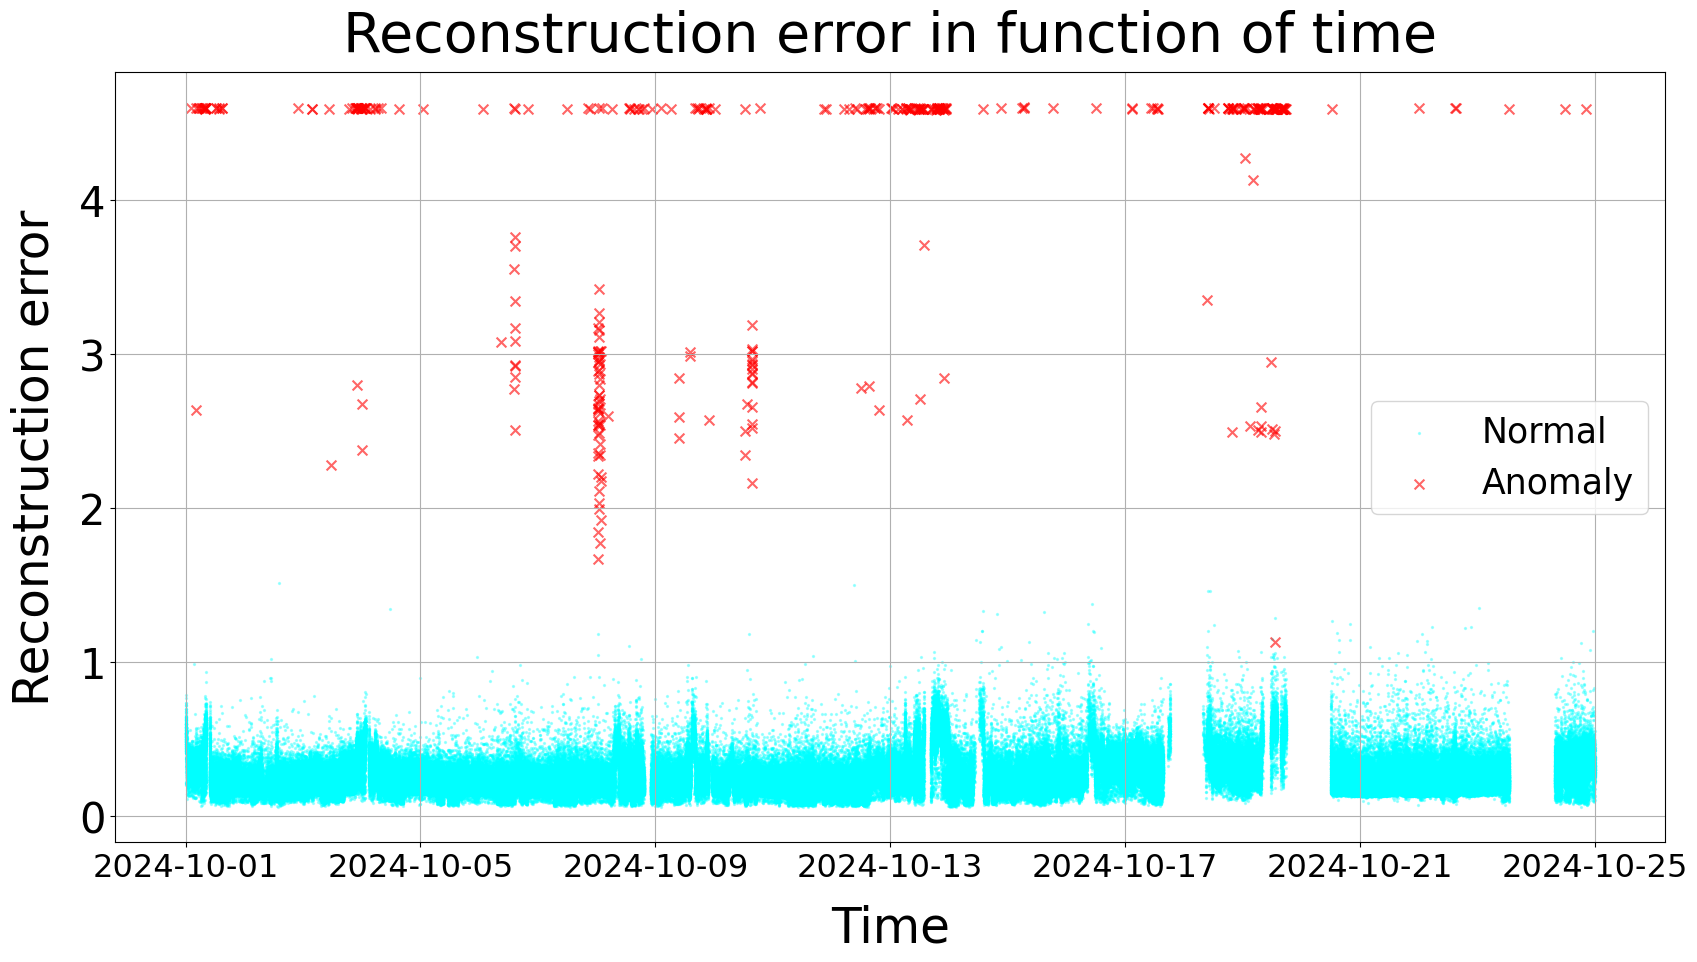 Reconstruction error in function of time
Reconstruction error
4
3
2
1
0
Normal
Anomaly
2024-10-01 2024-10-05 2024-10-09 2024-10-13 2024-10-17 2024-10-21 2024-10-25
Time